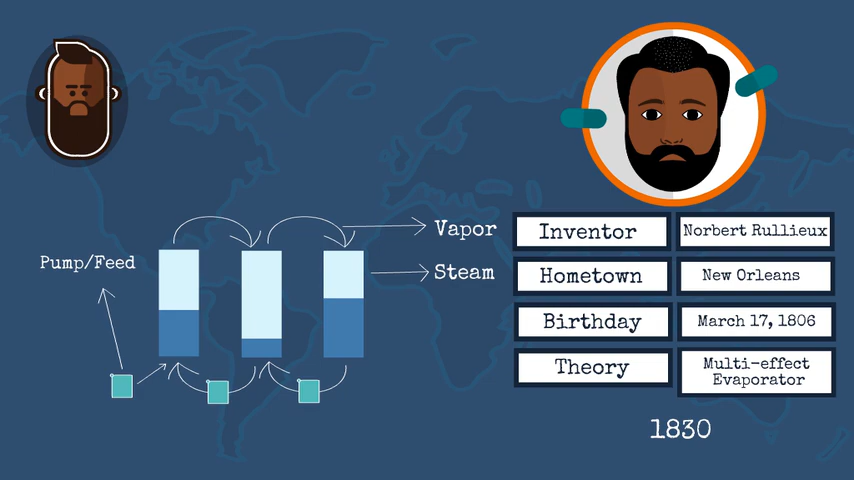 Pump/Feed
Vapor
Steam
Inventor
Norbert Rullieux
Hometown
New Orleans
Birthday
March 17, 1806
Theory
Multi-effect
Evaporator
1830